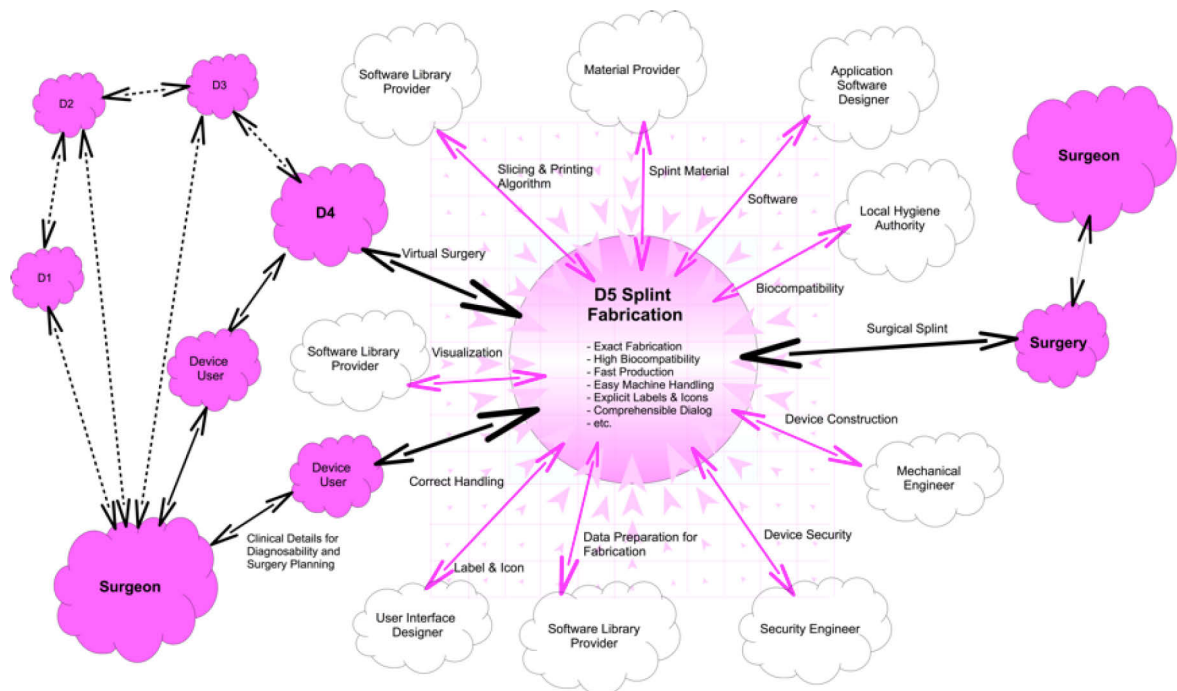 Software Library
Provider
Material Provider
Application
Software
Designer
D3
D2
D4
D1
Slicing & Printing
Algorithm
Splint Material
Software
Local Hygiene
Authority
Biocompatibility
Surgeon
Virtual Surgery
D5 Splint
Fabrication
- Exact Fabrication
- High Biocompatibility
- Fast Production
- Easy Machine Handling
- Explicit Labels & Icons
- Comprehensible Dialog
- etc.
Surgical Splint
Surgery
Software Library
Provider
Visualization
Device
User
Device
User
Correct Handling
Device Construction
Mechanical
Engineer
Clinical Details for
Diagnosability and
Surgery Planning
Surgeon
Label & Icon
Data Preparation for
Fabrication
Device Security
User Interface
Designer
Software Library
Provider
Security Engineer